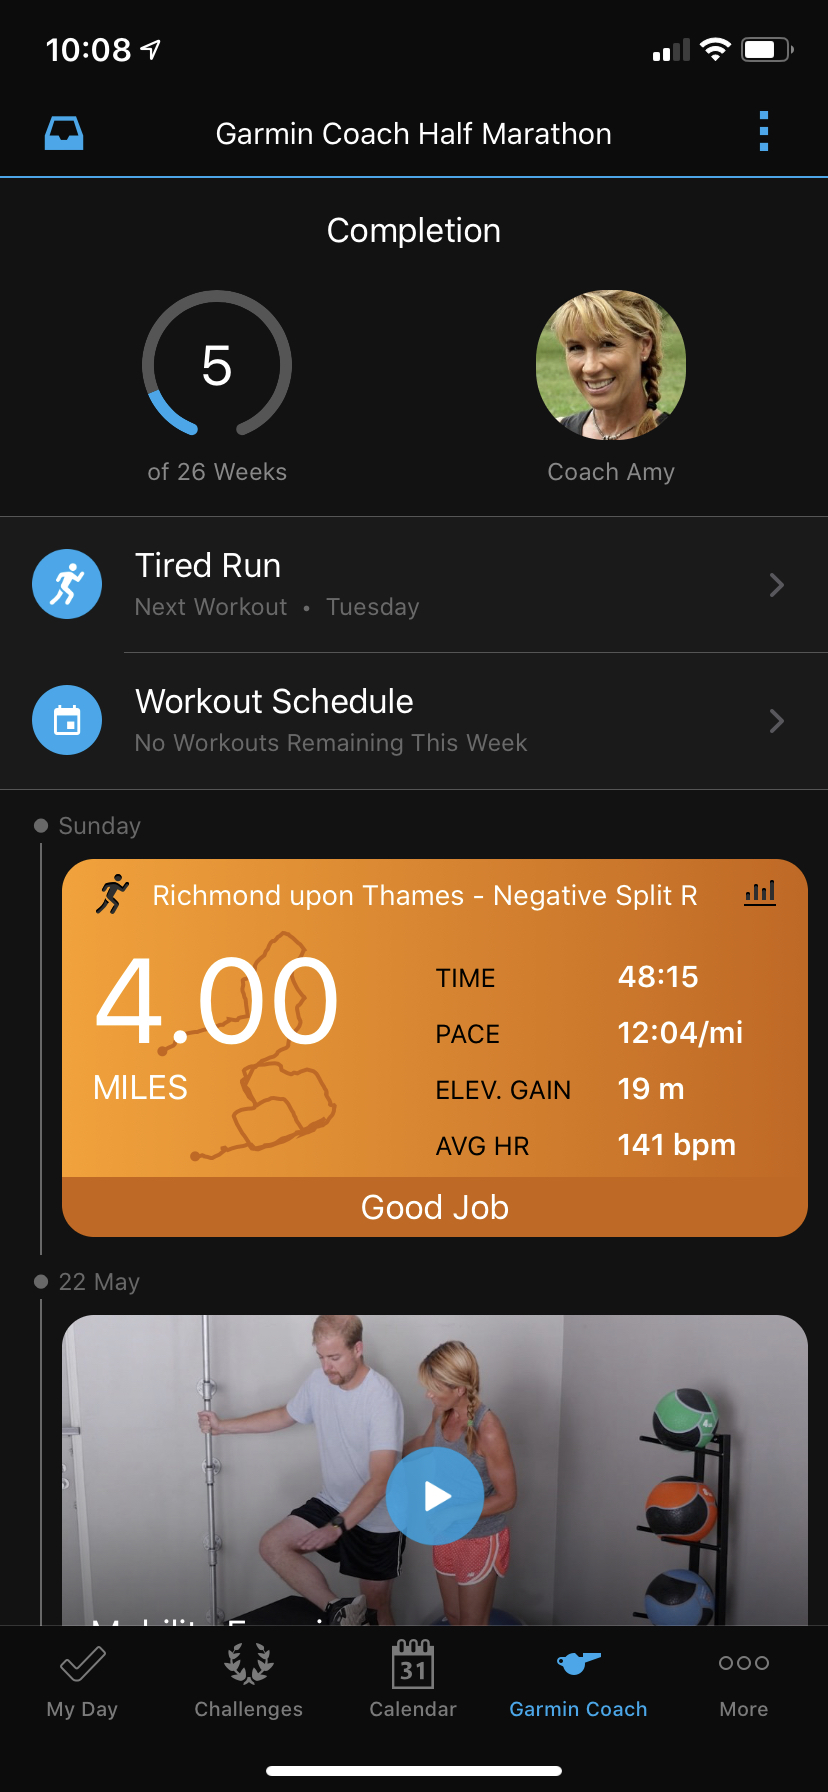 10:08
Garmin Coach Half Marathon
Completion
5
of 26 Weeks
Coach Amy
Tired Run
Next Workout • Tuesday
Workout Schedule
No Workouts Remaining This Week
Sunday
Richmond upon Thames - Negative Split R
4.00
MILES
TIME 48:15
PACE 12:04/mi
ELEV. GAIN 19 m
AVG HR 141 bpm
Good Job
22 May
My Day
Challenges
31
Calendar
Garmin Coach
More